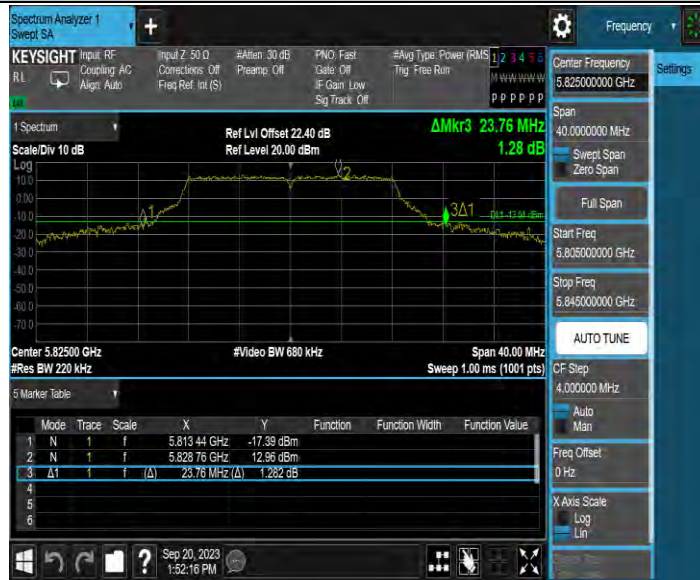 Spectrum Analyzer 1
Swept SA
Frequency
KEYSIGHT
RL
Input: RF
Coupling: AC
Align: Auto
Input Z: 50 Ω
Corrections: Off
Freq Ref: Int (S)
#Atten: 30 dB
Preamp: Off
PNO: Fast
Gate: Off
IF Gain: Low
Sig Track: Off
#Avg Type: Power (RMS
Trig: Free Run
1 2 3 4 5 6
M W W W W W
P P P P P P
1 Spectrum
Scale/Div 10 dB
Ref Lvl Offset 22.40 dB
Ref Level 20.00 dBm
ΔMkr3 23.76 MHz
1.28 dB
Log
10.0
0.00
-10.0
-20.0
-30.0
-40.0
-50.0
-60.0
-70.0
1
2
3Δ1
Center 5.82500 GHz
#Video BW 680 kHz
Span 40.00 MHz
#Res BW 220 kHz
Sweep 1.00 ms (1001 pts)
5 Marker Table
Mode Trace Scale X Y Function Function Width Function Value
1 N 1 f 5.813 44 GHz -17.39 dBm
2 N 1 f 5.828 76 GHz 12.96 dBm
3 Δ1 1 f (Δ) 23.76 MHz (Δ) 1.282 dB
4
5
6
Sep 20, 2023
1:52:16 PM
Center Frequency
5.825000000 GHz
Settings
Span
40.0000000 MHz
Swept Span
Zero Span
Full Span
Start Freq
5.805000000 GHz
Stop Freq
5.845000000 GHz
AUTO TUNE
CF Step
4.000000 MHz
Auto
Man
Freq Offset
0 Hz
X Axis Scale
Log
Lin